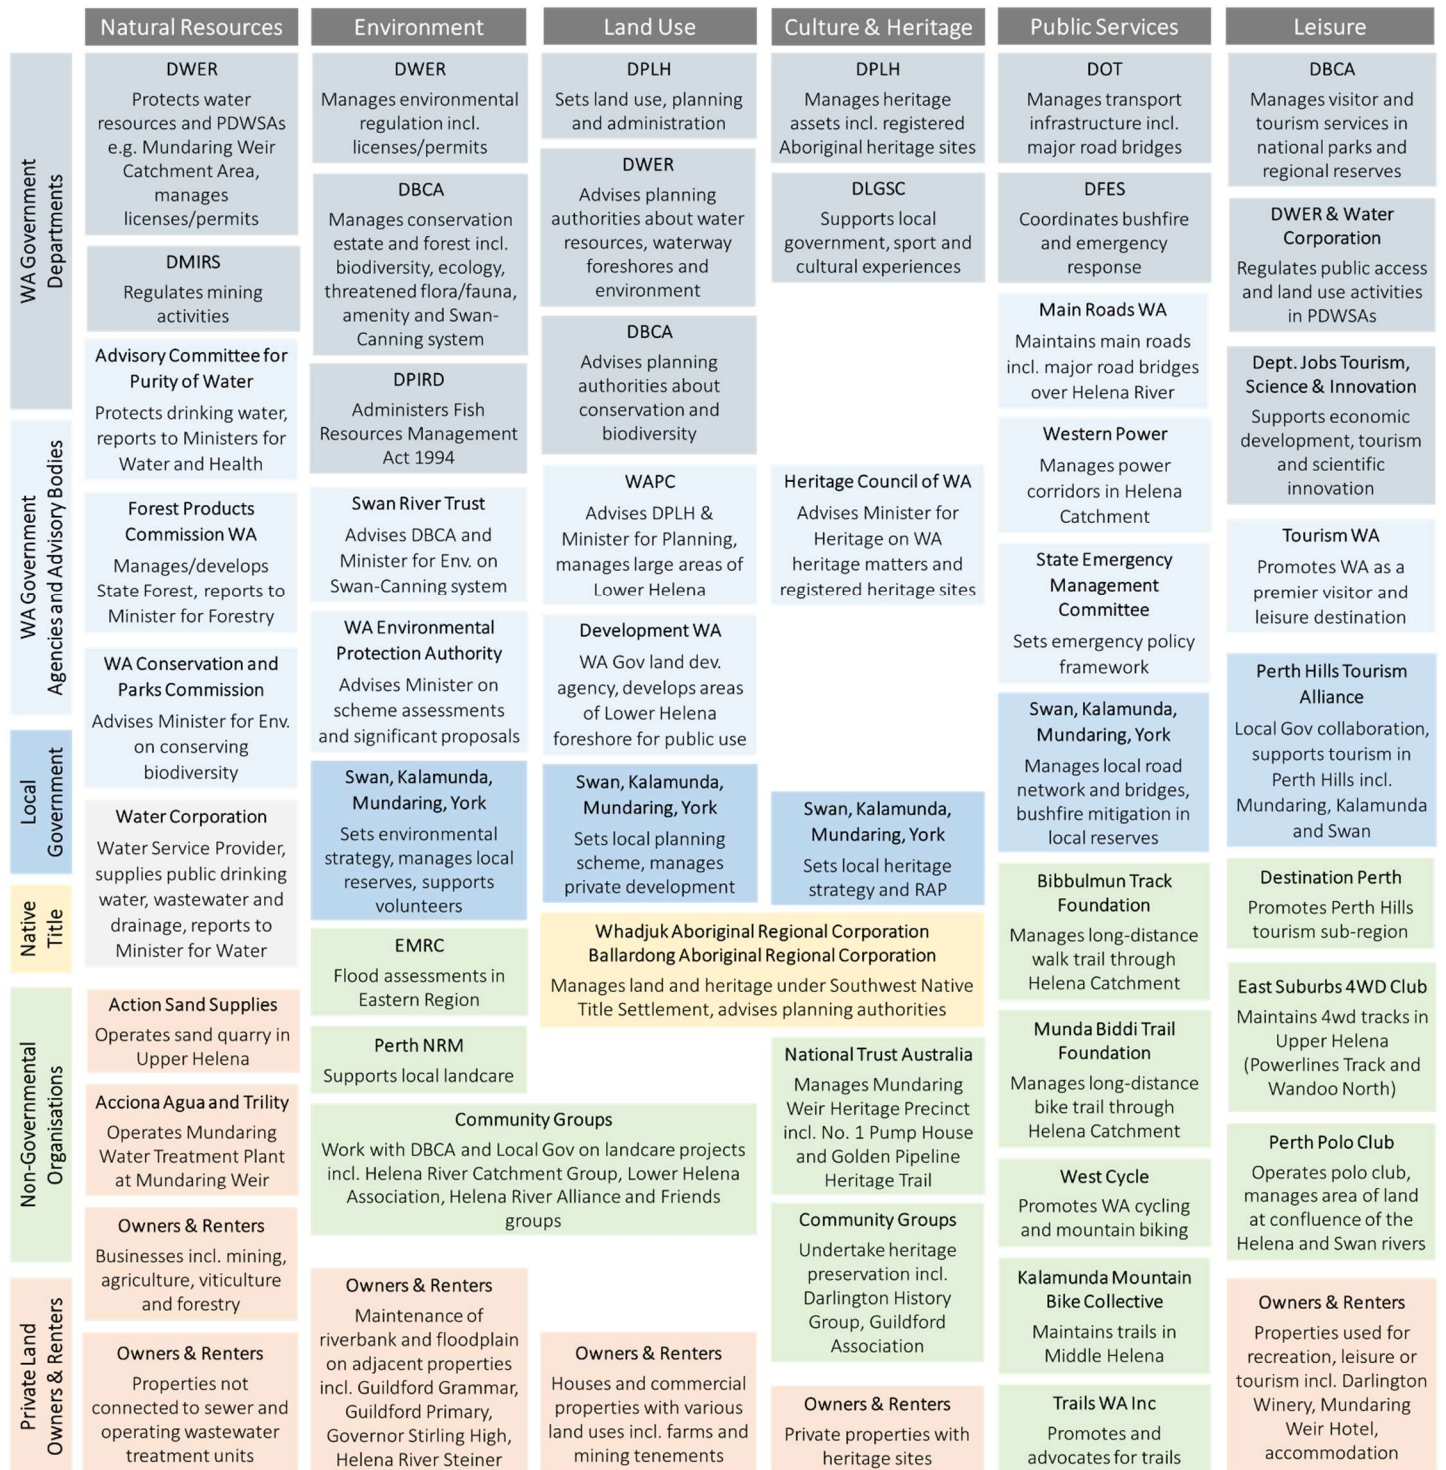 Natural Resources
Environment
Land Use
Culture & Heritage
Public Services
Leisure
WA Government
Departments
WA Government
Agencies and Advisory Bodies
Local
Government
Native
Title
Non-Governmental
Organisations
Private Land
Owners & Renters
DWER
Protects water
resources and PDWSAs
e.g. Mundaring Weir
Catchment Area,
manages
licenses/permits
DMIRS
Regulates mining
activities
Advisory Committee for
Purity of Water
Protects drinking water,
reports to Ministers for
Water and Health
Forest Products
Commission WA
Manages/develops
State Forest, reports to
Minister for Forestry
WA Conservation and
Parks Commission
Advises Minister for Env.
on conserving
biodiversity
Water Corporation
Water Service Provider,
supplies public drinking
water, wastewater and
drainage, reports to
Minister for Water
Action Sand Supplies
Operates sand quarry in
Upper Helena
Acciona Agua and Trility
Operates Mundaring
Water Treatment Plant
at Mundaring Weir
Owners & Renters
Businesses incl. mining,
agriculture, viticulture
and forestry
Owners & Renters
Properties not
connected to sewer and
operating wastewater
treatment units
DWER
Manages environmental
regulation incl.
licenses/permits
DBCA
Manages conservation
estate and forest incl.
biodiversity, ecology,
threatened flora/fauna,
amenity and Swan-
Canning system
DPIRD
Administers Fish
Resources Management
Act 1994
Swan River Trust
Advises DBCA and
Minister for Env. on
Swan-Canning system
WA Environmental
Protection Authority
Advises Minister on
scheme assessments
and significant proposals
Swan, Kalamunda,
Mundaring, York
Sets environmental
strategy, manages local
reserves, supports
volunteers
EMRC
Flood assessments in
Eastern Region
Perth NRM
Supports local landcare
Community Groups
Work with DBCA and Local Gov on landcare projects
incl. Helena River Catchment Group, Lower Helena
Association, Helena River Alliance and Friends
groups
Owners & Renters
Maintenance of
riverbank and floodplain
on adjacent properties
incl. Guildford Grammar,
Guildford Primary,
Governor Stirling High,
Helena River Steiner
DPLH
Sets land use, planning
and administration
DWER
Advises planning
authorities about water
resources, waterway
foreshores and
environment
DBCA
Advises planning
authorities about
conservation and
biodiversity
WAPC
Advises DPLH &
Minister for Planning,
manages large areas of
Lower Helena
Development WA
WA Gov land dev.
agency, develops areas
of Lower Helena
foreshore for public use
Swan, Kalamunda,
Mundaring, York
Sets local planning
scheme, manages
private development
Whadjuk Aboriginal Regional Corporation
Ballardong Aboriginal Regional Corporation
Manages land and heritage under Southwest Native
Title Settlement, advises planning authorities
Owners & Renters
Houses and commercial
properties with various
land uses incl. farms and
mining tenements
DPLH
Manages heritage
assets incl. registered
Aboriginal heritage sites
DLGSC
Supports local
government, sport and
cultural experiences
Heritage Council of WA
Advises Minister for
Heritage on WA
heritage matters and
registered heritage sites
Swan, Kalamunda,
Mundaring, York
Sets local heritage
strategy and RAP
National Trust Australia
Manages Mundaring
Weir Heritage Precinct
incl. No. 1 Pump House
and Golden Pipeline
Heritage Trail
Community Groups
Undertake heritage
preservation incl.
Darlington History
Group, Guildford
Association
Owners & Renters
Private properties with
heritage sites
DOT
Manages transport
infrastructure incl.
major road bridges
DFES
Coordinates bushfire
and emergency
response
Main Roads WA
Maintains main roads
incl. major road bridges
over Helena River
Western Power
Manages power
corridors in Helena
Catchment
State Emergency
Management
Committee
Sets emergency policy
framework
Swan, Kalamunda,
Mundaring, York
Manages local road
network and bridges,
bushfire mitigation in
local reserves
Bibbulmun Track
Foundation
Manages long-distance
walk trail through
Helena Catchment
Munda Biddi Trail
Foundation
Manages long-distance
bike trail through
Helena Catchment
West Cycle
Promotes WA cycling
and mountain biking
Kalamunda Mountain
Bike Collective
Maintains trails in
Middle Helena
Trails WA Inc
Promotes and
advocates for trails
DBCA
Manages visitor and
tourism services in
national parks and
regional reserves
DWER & Water
Corporation
Regulates public access
and land use activities
in PDWSAs
Dept. Jobs Tourism,
Science & Innovation
Supports economic
development, tourism
and scientific
innovation
Tourism WA
Promotes WA as a
premier visitor and
leisure destination
Perth Hills Tourism
Alliance
Local Gov collaboration,
supports tourism in
Perth Hills incl.
Mundaring, Kalamunda
and Swan
Destination Perth
Promotes Perth Hills
tourism sub-region
East Suburbs 4WD Club
Maintains 4wd tracks in
Upper Helena
(Powerlines Track and
Wandoo North)
Perth Polo Club
Operates polo club,
manages area of land
at confluence of the
Helena and Swan rivers
Owners & Renters
Properties used for
recreation, leisure or
tourism incl. Darlington
Winery, Mundaring
Weir Hotel,
accommodation